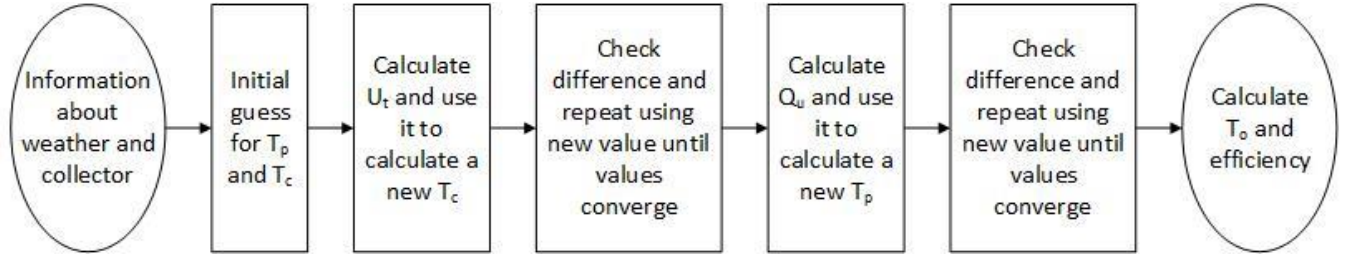 Information
about
weather and
collector
Initial
guess
for Tₚ
and T꜀
Calculate
Uₜ and use
it to
calculate a
new T꜀
Check
difference and
repeat using
new value until
values
converge
Calculate
Qᵤ and use
it to
calculate a
new Tₚ
Check
difference and
repeat using
new value until
values
converge
Calculate
Tₒ and
efficiency